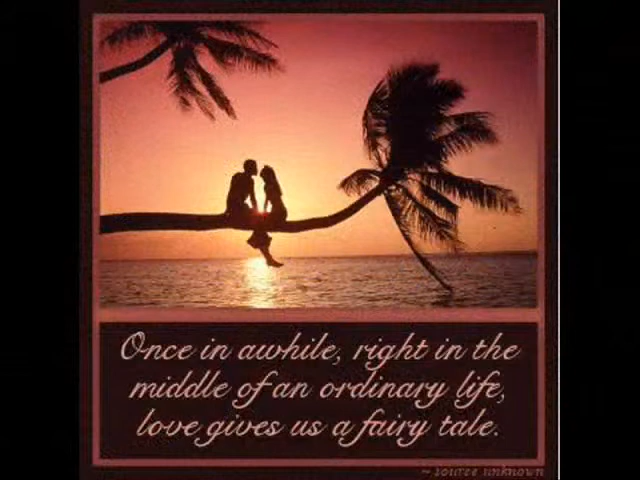 Once in awhile, right in the
middle of an ordinary life,
love gives us a fairy tale.
~ source unknown